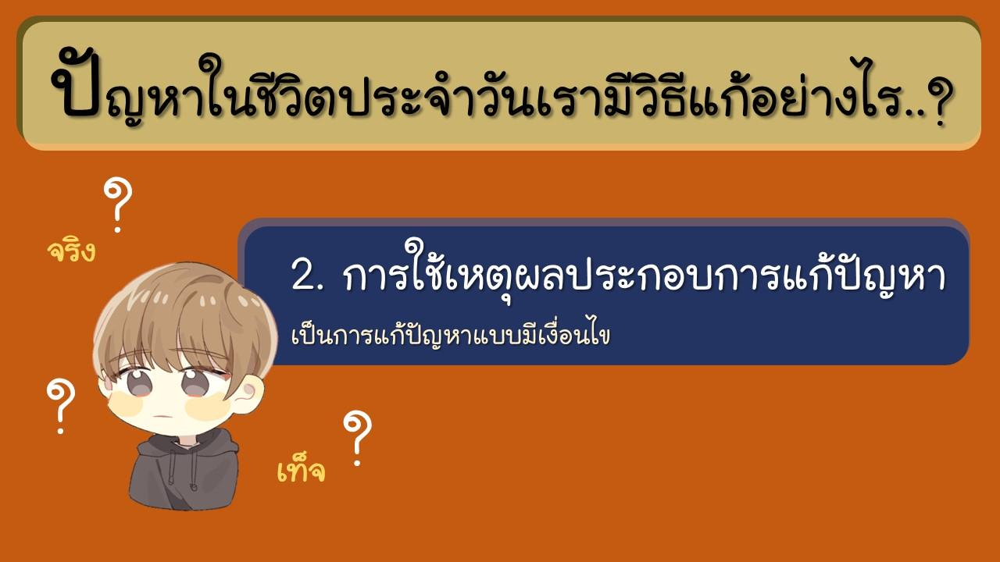 ปัญหาในชีวิตประจำวันเรามีวิธีแก้อย่างไร..?
?
จริง
2. การใช้เหตุผลประกอบการแก้ปัญหา
เป็นการแก้ปัญหาแบบมีเงื่อนไข
?
?
เท็จ